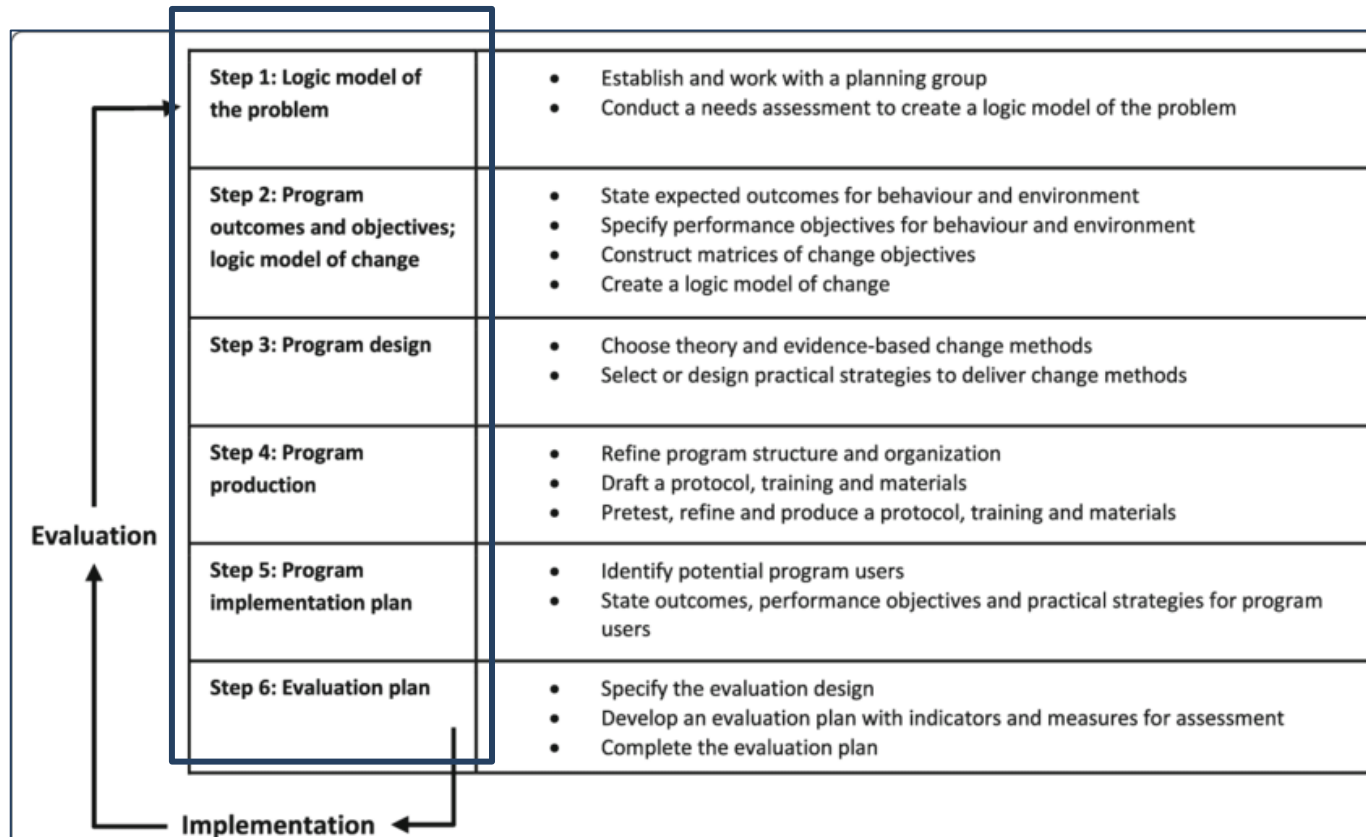 Step 1: Logic model of
the problem
• Establish and work with a planning group
• Conduct a needs assessment to create a logic model of the problem
Step 2: Program
outcomes and objectives;
logic model of change
• State expected outcomes for behaviour and environment
• Specify performance objectives for behaviour and environment
• Construct matrices of change objectives
• Create a logic model of change
Step 3: Program design
• Choose theory and evidence-based change methods
• Select or design practical strategies to deliver change methods
Step 4: Program
production
• Refine program structure and organization
• Draft a protocol, training and materials
• Pretest, refine and produce a protocol, training and materials
Evaluation
Step 5: Program
implementation plan
• Identify potential program users
• State outcomes, performance objectives and practical strategies for program
users
Step 6: Evaluation plan
• Specify the evaluation design
• Develop an evaluation plan with indicators and measures for assessment
• Complete the evaluation plan
Implementation